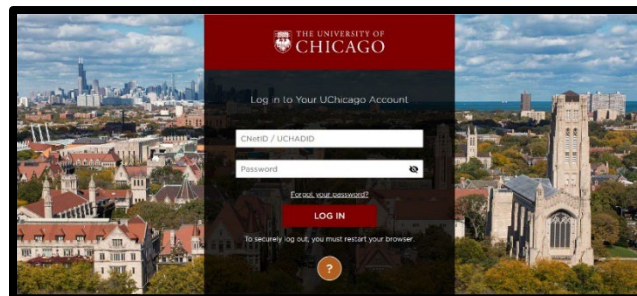 THE UNIVERSITY OF
CHICAGO
Log in to Your UChicago Account
CNetID / UCHADID
Password
Forgot your password?
LOG IN
To securely log out, you must restart your browser.
?